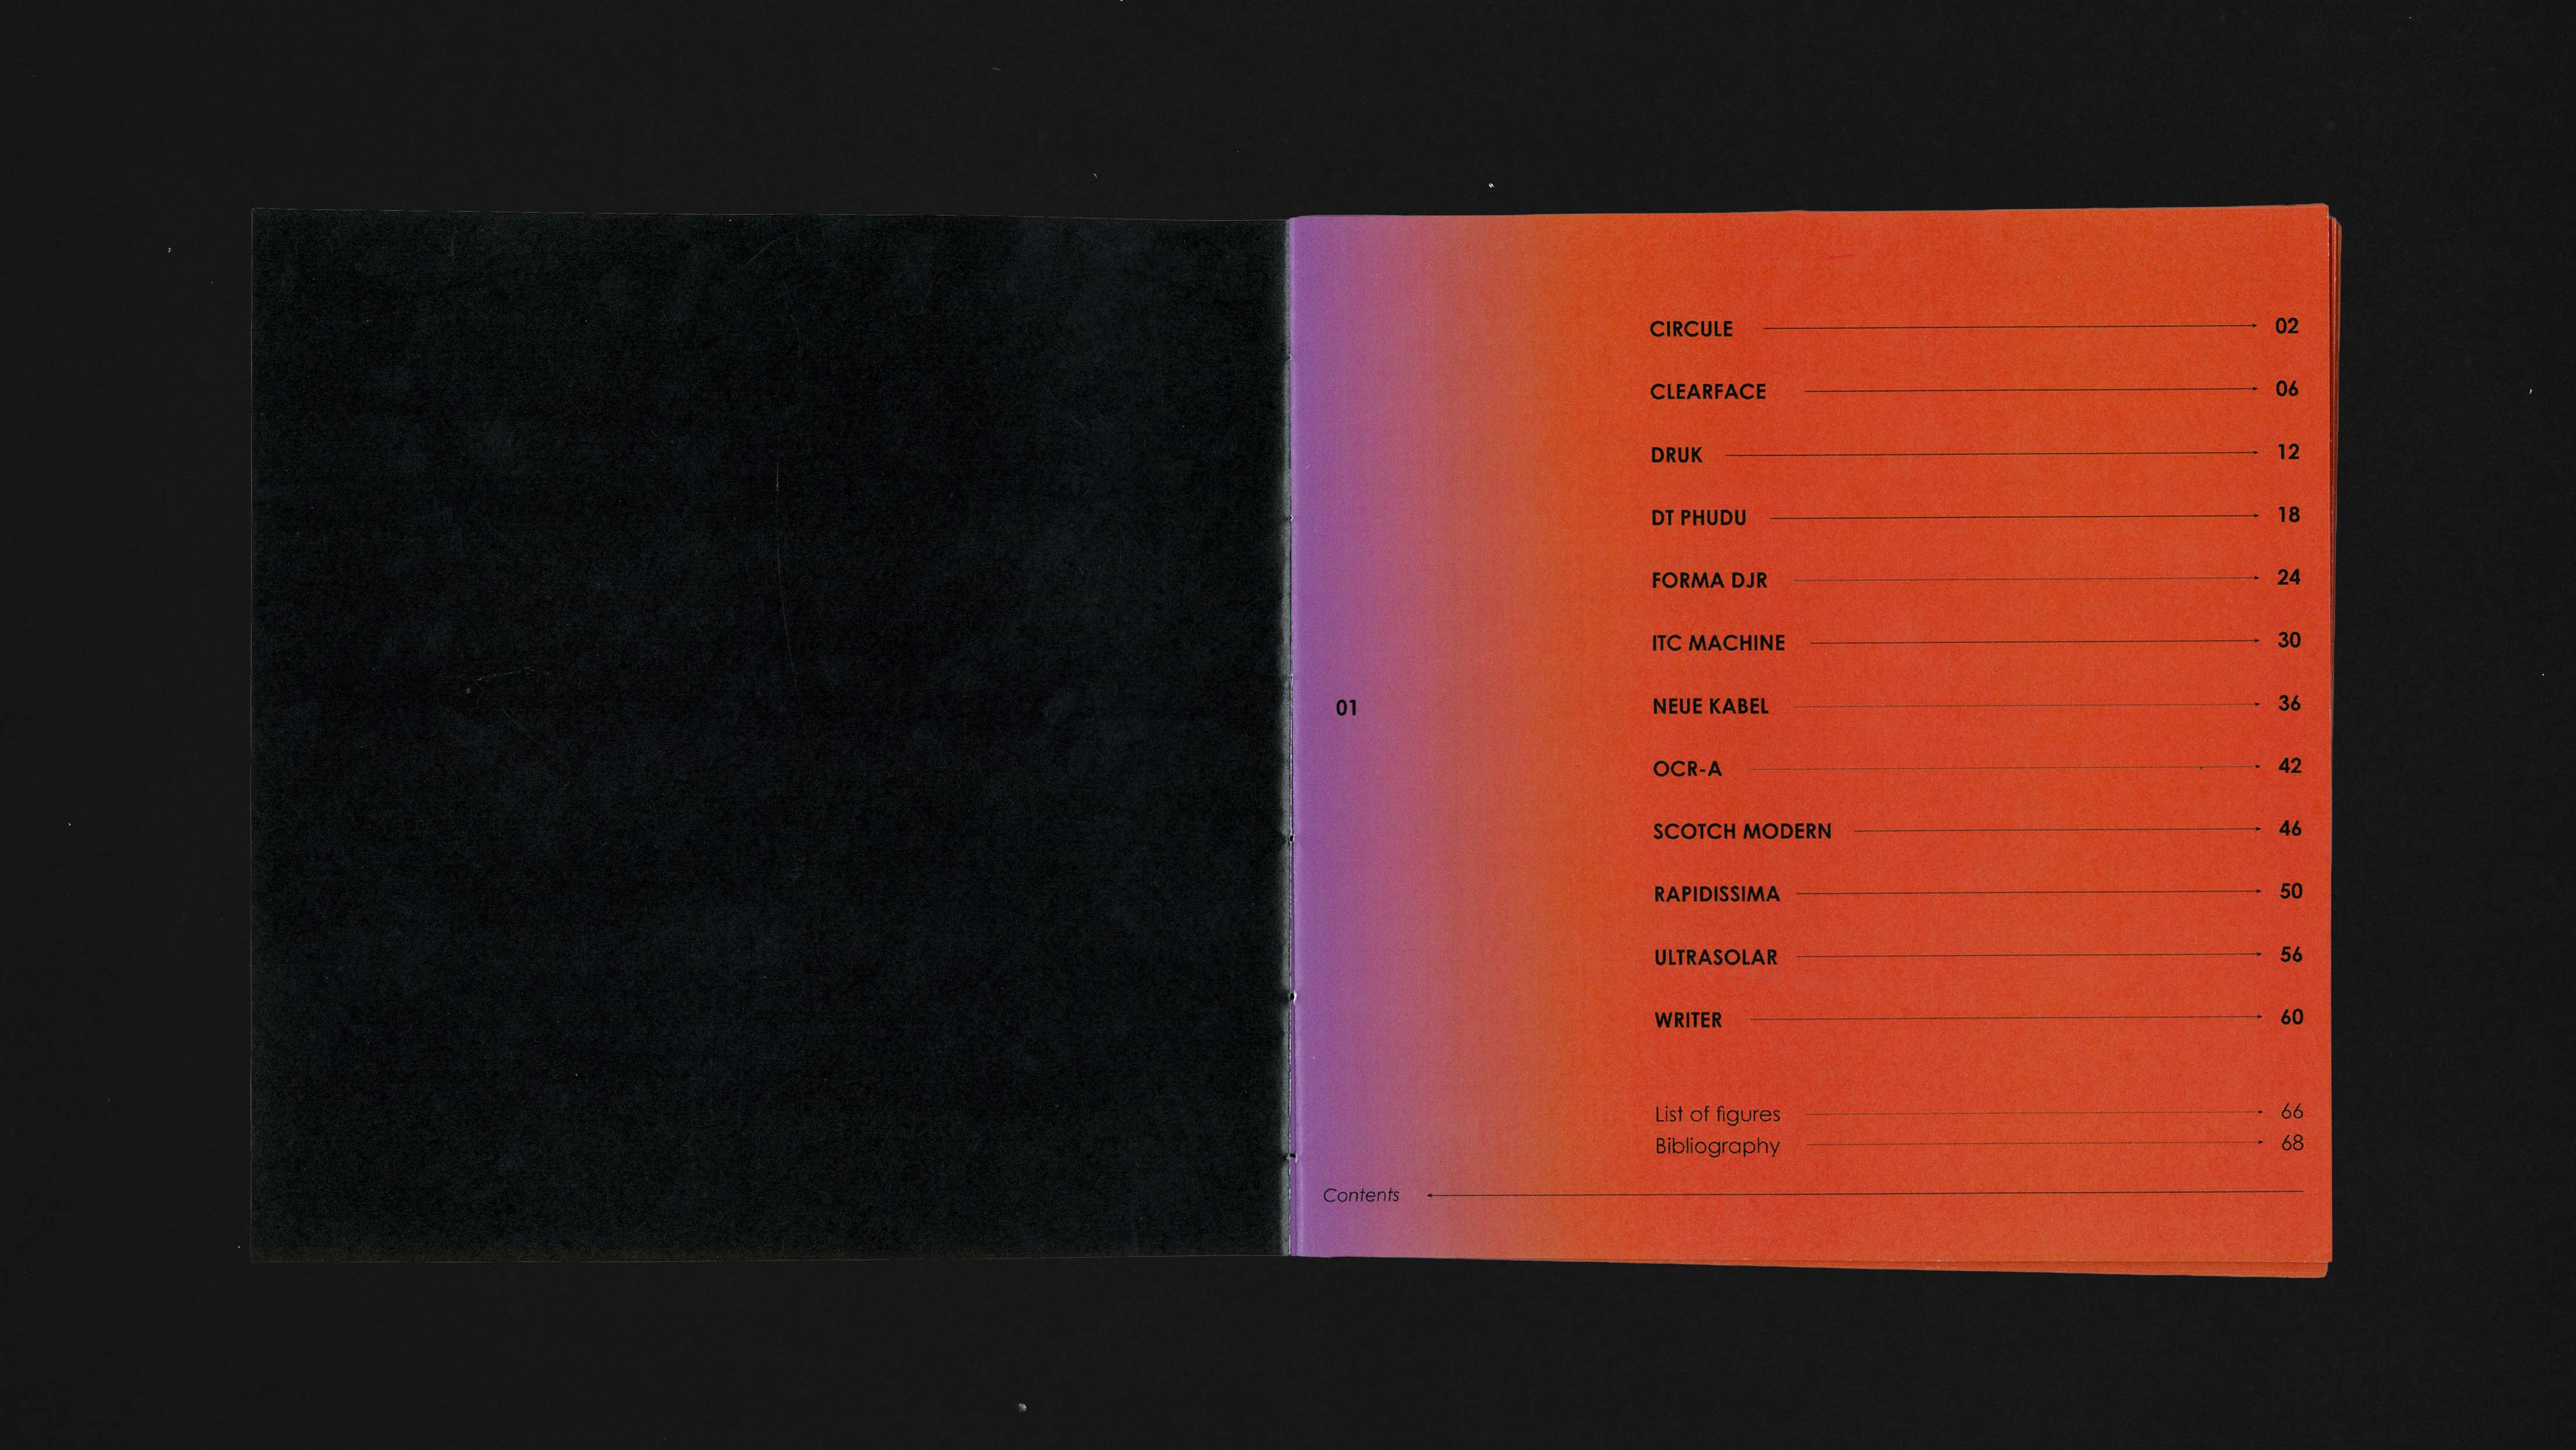 CIRCULE 02
CLEARFACE 06
DRUK 12
DT PHUDU 18
FORMA DJR 24
ITC MACHINE 30
01
NEUE KABEL 36
OCR-A 42
SCOTCH MODERN 46
RAPIDISSIMA 50
ULTRASOLAR 56
WRITER 60
List of figures 66
Bibliography 68
Contents